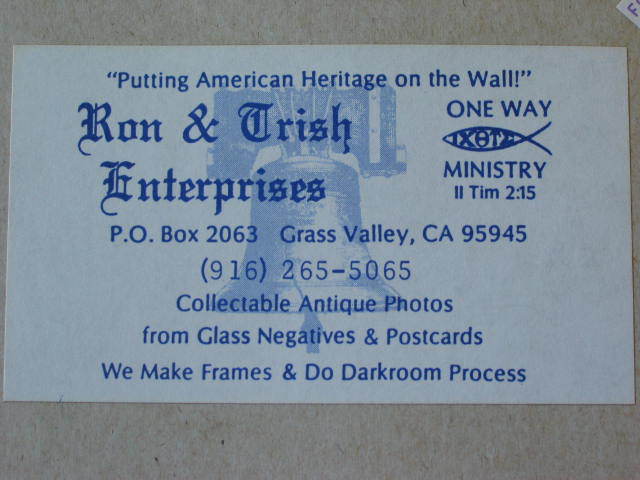 "Putting American Heritage on the Wall!"
Ron & Trish
Enterprises
ONE WAY
ΙΧΘΥΣ
MINISTRY
II Tim 2:15
P.O. Box 2063 Grass Valley, CA 95945
(916) 265-5065
Collectable Antique Photos
from Glass Negatives & Postcards
We Make Frames & Do Darkroom Process